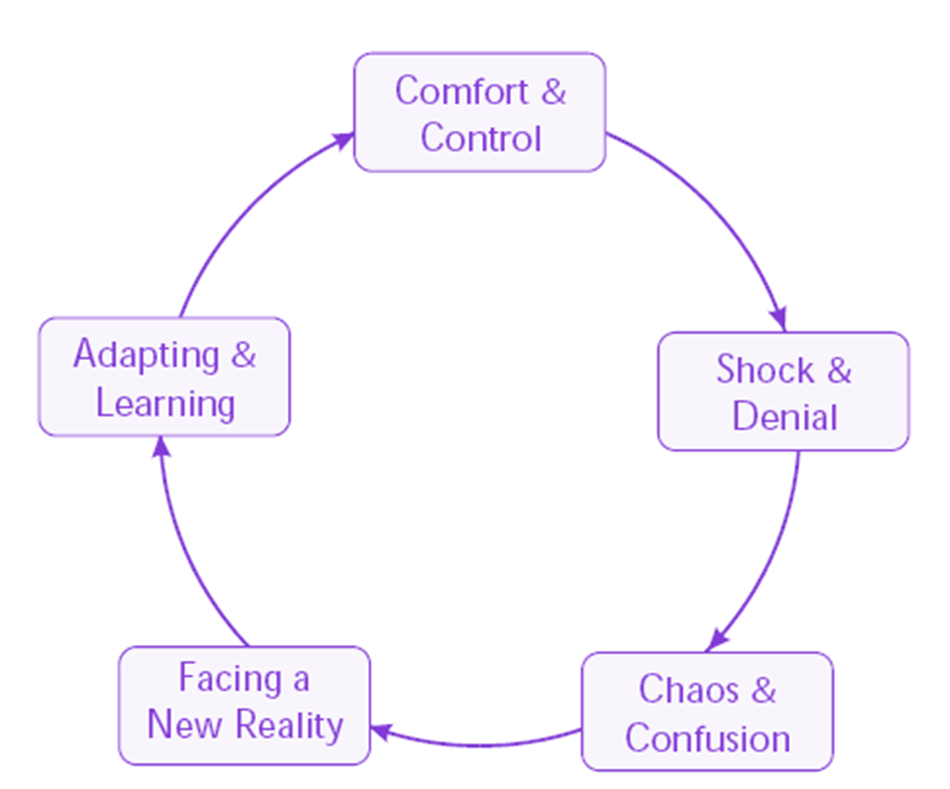 Comfort &
Control
Shock &
Denial
Chaos &
Confusion
Facing a
New Reality
Adapting &
Learning